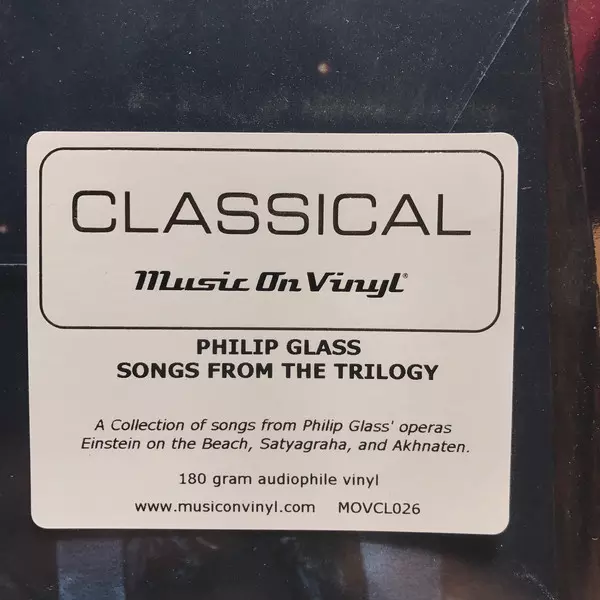 CLASSICAL
Music On Vinyl®
PHILIP GLASS
SONGS FROM THE TRILOGY
A Collection of songs from Philip Glass' operas
Einstein on the Beach, Satyagraha, and Akhnaten.
180 gram audiophile vinyl
www.musiconvinyl.com MOVCL026